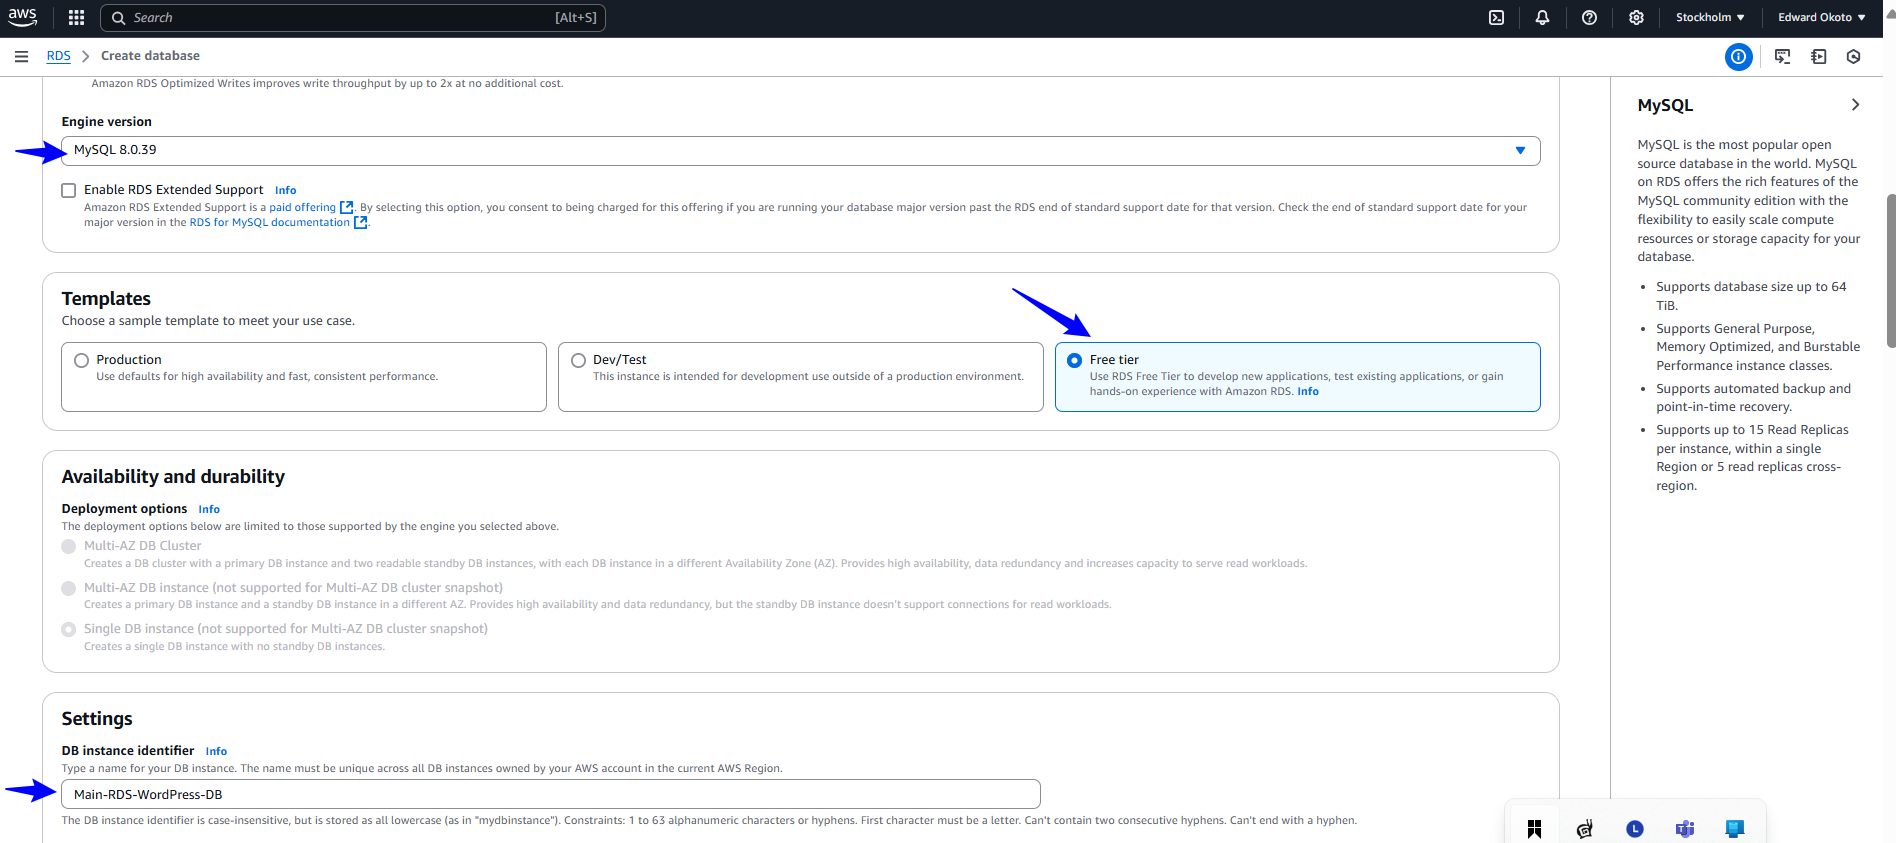 aws
Search
[Alt+S]
Stockholm
Edward Okoto
RDS
Create database
Amazon RDS Optimized Writes improves write throughput by up to 2x at no additional cost.
Engine version
MySQL 8.0.39
Enable RDS Extended Support Info
Amazon RDS Extended Support is a paid offering. By selecting this option, you consent to being charged for this offering if you are running your database major version past the RDS end of standard support date for that version. Check the end of standard support date for your
major version in the RDS for MySQL documentation.
Templates
Choose a sample template to meet your use case.
Production
Use defaults for high availability and fast, consistent performance.
Dev/Test
This instance is intended for development use outside of a production environment.
Free tier
Use RDS Free Tier to develop new applications, test existing applications, or gain
hands-on experience with Amazon RDS. Info
Availability and durability
Deployment options Info
The deployment options below are limited to those supported by the engine you selected above.
Multi-AZ DB Cluster
Creates a DB cluster with a primary DB instance and two readable standby DB instances, with each DB instance in a different Availability Zone (AZ). Provides high availability, data redundancy and increases capacity to serve read workloads.
Multi-AZ DB instance (not supported for Multi-AZ DB cluster snapshot)
Creates a primary DB instance and a standby DB instance in a different AZ. Provides high availability and data redundancy, but the standby DB instance doesn't support connections for read workloads.
Single DB instance (not supported for Multi-AZ DB cluster snapshot)
Creates a single DB instance with no standby DB instances.
Settings
DB instance identifier Info
Type a name for your DB instance. The name must be unique across all DB instances owned by your AWS account in the current AWS Region.
Main-RDS-WordPress-DB
The DB instance identifier is case-insensitive, but is stored as all lowercase (as in "mydbinstance"). Constraints: 1 to 63 alphanumeric characters or hyphens. First character must be a letter. Can't contain two consecutive hyphens. Can't end with a hyphen.
MySQL
MySQL is the most popular open
source database in the world. MySQL
on RDS offers the rich features of the
MySQL community edition with the
flexibility to easily scale compute
resources or storage capacity for your
database.
• Supports database size up to 64
TiB.
• Supports General Purpose,
Memory Optimized, and Burstable
Performance instance classes.
• Supports automated backup and
point-in-time recovery.
• Supports up to 15 Read Replicas
per instance, within a single
Region or 5 read replicas cross-
region.
L